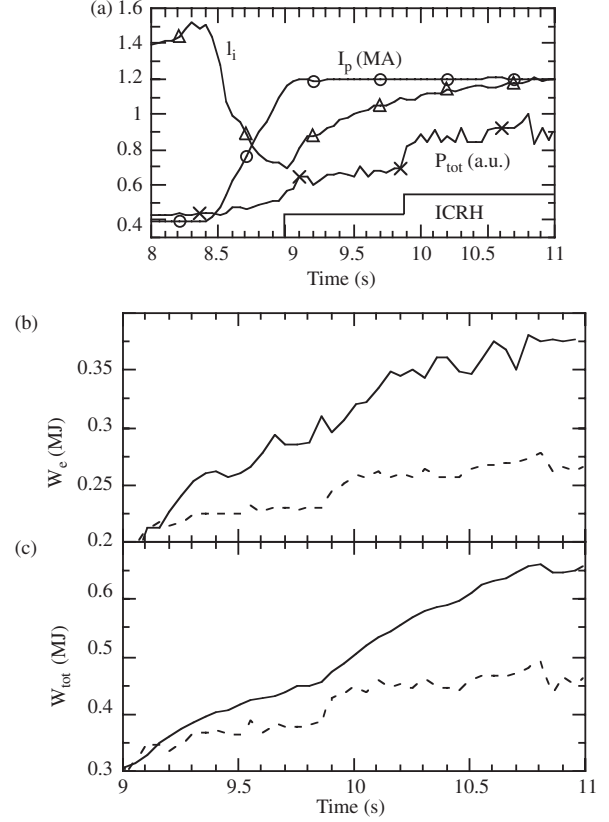 (a)
1.6
1.4
1.2
1.0
0.8
0.6
0.4
l_i
I_p (MA)
P_tot (a.u.)
ICRH
8 8.5 9 9.5 10 10.5 11
Time (s)
(b)
0.35
0.3
0.25
0.2
W_e (MJ)
(c)
0.6
0.5
0.4
0.3
W_tot (MJ)
9 9.5 10 10.5 11
Time (s)